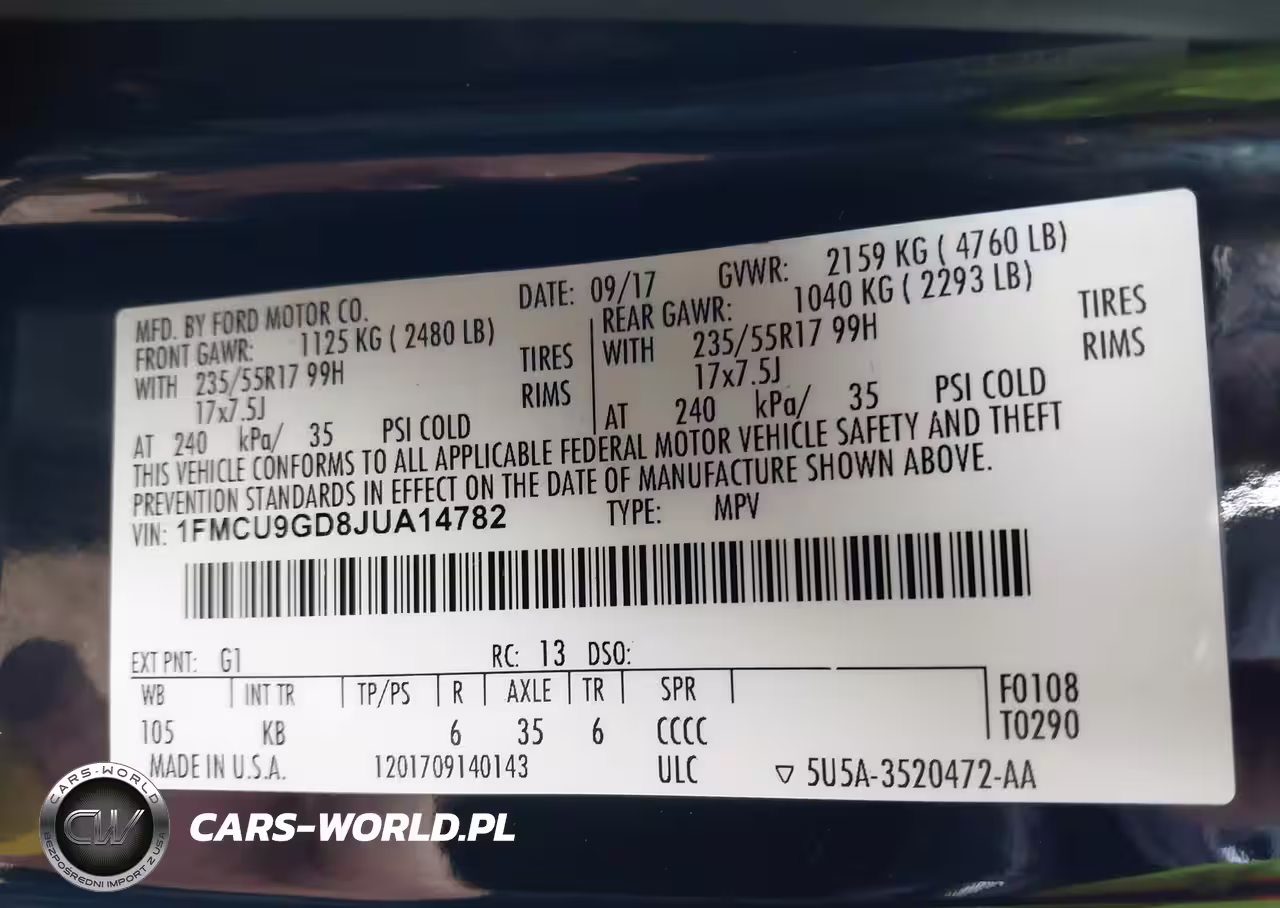 MFD. BY FORD MOTOR CO. DATE: 09/17 GVWR: 2159 KG ( 4760 LB)
FRONT GAWR: 1125 KG ( 2480 LB) REAR GAWR: 1040 KG ( 2293 LB)
WITH 235/55R17 99H TIRES WITH 235/55R17 99H TIRES
17x7.5J RIMS 17x7.5J RIMS
AT 240 kPa/ 35 PSI COLD AT 240 kPa/ 35 PSI COLD
THIS VEHICLE CONFORMS TO ALL APPLICABLE FEDERAL MOTOR VEHICLE SAFETY AND THEFT
PREVENTION STANDARDS IN EFFECT ON THE DATE OF MANUFACTURE SHOWN ABOVE.
VIN: 1FMCU9GD8JUA14782 TYPE: MPV
EXT PNT: G1 RC: 13 DSO:
WB INT TR TP/PS R AXLE TR SPR F0108
105 KB 6 35 6 CCCC T0290
MADE IN U.S.A. 1201709140143 ULC ▽ 5U5A-3520472-AA
CARS-WORLD
CW
BEZPOŚREDNI IMPORT Z USA
CARS-WORLD.PL